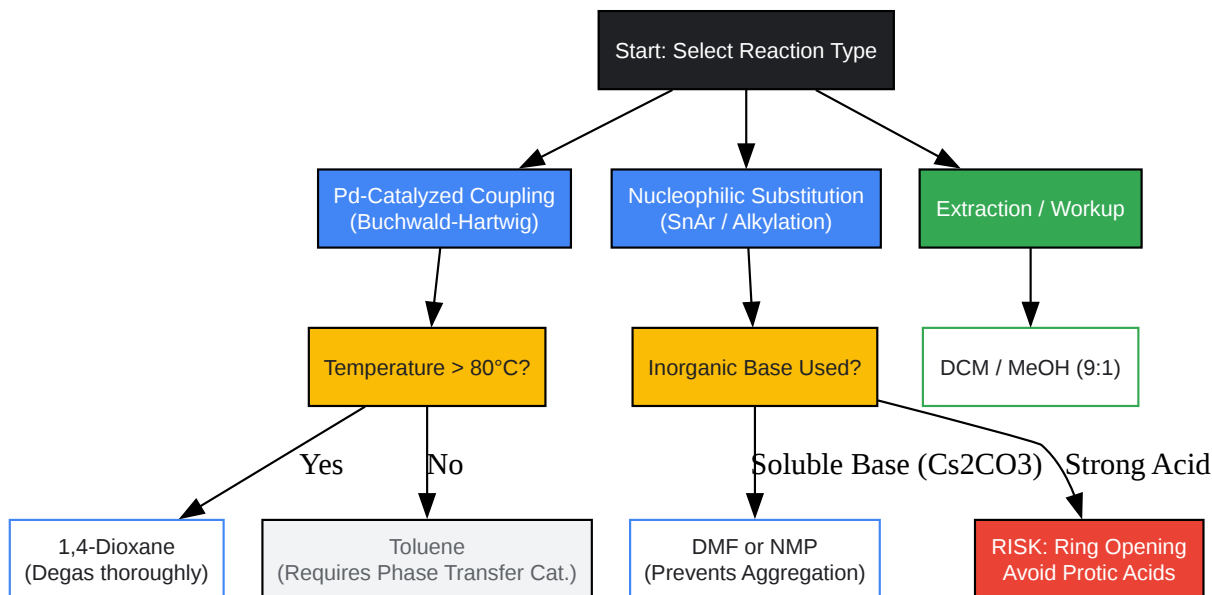 Start: Select Reaction Type
Pd-Catalyzed Coupling
(Buchwald-Hartwig)
Nucleophilic Substitution
(SnAr / Alkylation)
Extraction / Workup
Temperature > 80°C?
Inorganic Base Used?
DCM / MeOH (9:1)
Yes
No
Soluble Base (Cs2CO3)
Strong Acid
1,4-Dioxane
(Degas thoroughly)
Toluene
(Requires Phase Transfer Cat.)
DMF or NMP
(Prevents Aggregation)
RISK: Ring Opening
Avoid Protic Acids